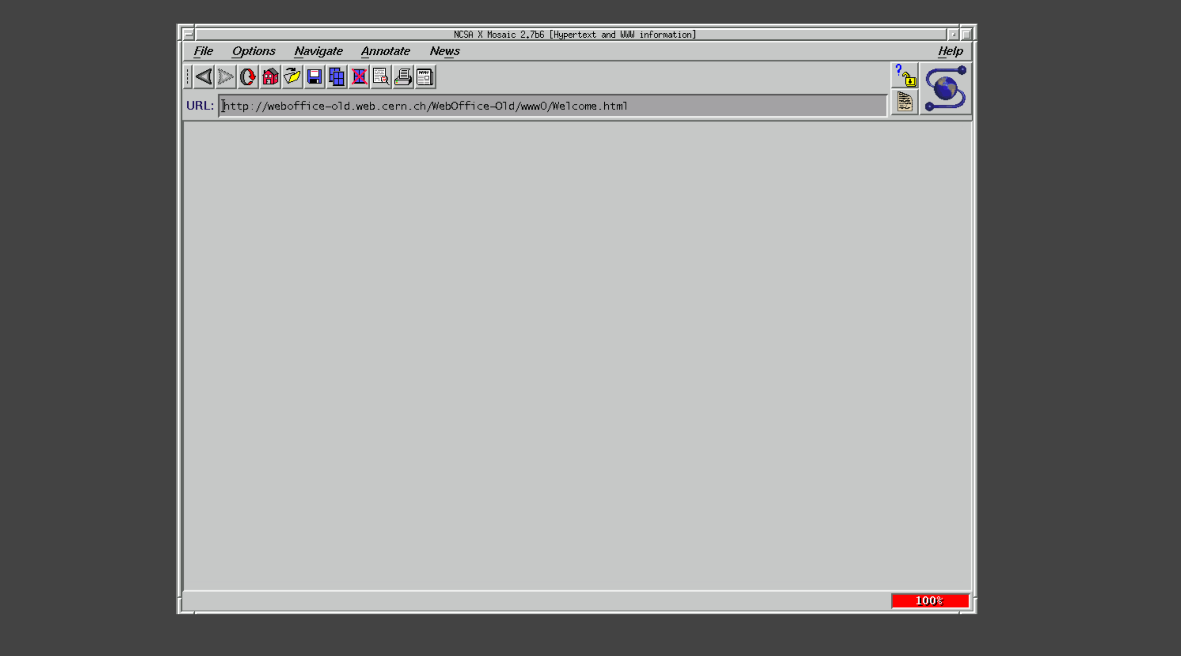 NCSA X Mosaic 2.7b6 [Hypertext and WWW information]
File Options Navigate Annotate News Help
URL: http://weboffice-old.web.cern.ch/WebOffice-Old/www0/Welcome.html
100%